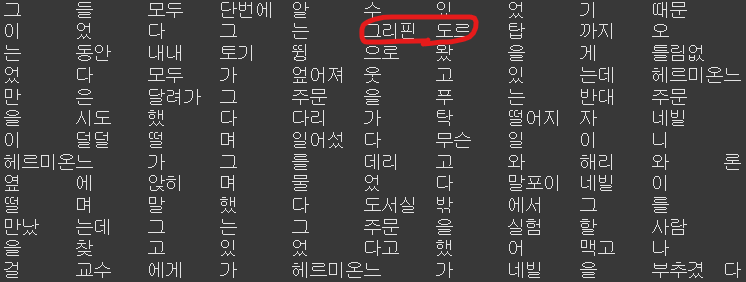 그 들 모두 단번에 알 수 있 었 기 때문
이 었 다 그 는 그리핀 도르 탑 까지 오
는 동안 내내 토기 뜀 으로 왔 을 게 틀림없
었 다 모두 가 엎어져 웃 고 있 는데 헤르미온느
만 은 달려가 그 주문 을 푸 는 반대 주문
을 시도 했 다 다리 가 탁 떨어지 자 네빌
이 덜덜 떨 며 일어섰 다 무슨 일 이 니
헤르미온느 가 그 를 데리 고 와 해리 와 론
옆 에 앉히 며 물 었 다 말포이 네빌 이
떨 며 말 했 다 도서실 밖 에서 그 를
만났 는데 그 는 그 주문 을 실험 할 사람
을 찾 고 있 었 다고 했 어 맥고 나
걸 교수 에게 가 헤르미온느 가 네빌 을 부추겼 다